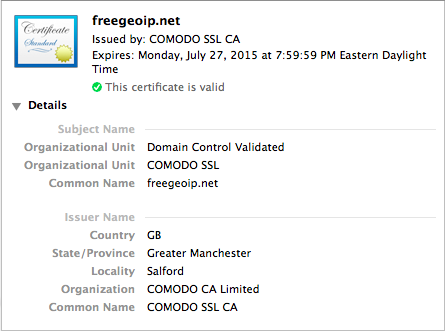 Certificate
Standard
freegeoip.net
Issued by: COMODO SSL CA
Expires: Monday, July 27, 2015 at 7:59:59 PM Eastern Daylight
Time
This certificate is valid
Details
Subject Name
Organizational Unit Domain Control Validated
Organizational Unit COMODO SSL
Common Name freegeoip.net
Issuer Name
Country GB
State/Province Greater Manchester
Locality Salford
Organization COMODO CA Limited
Common Name COMODO SSL CA